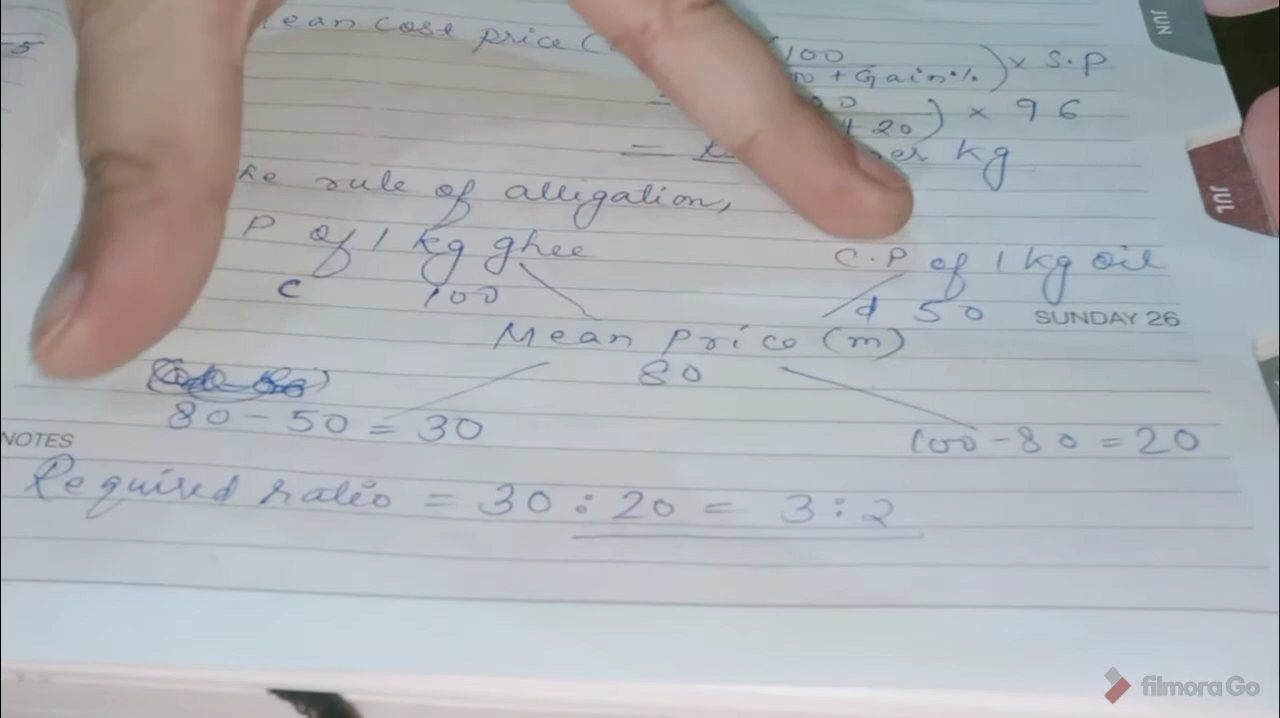 -5
ean cost price (
100
+ Gain%) × S.P
JUN
=
+ 20) × 96
=
per kg
JUL
he rule of alligation,
P of 1 kg ghee
C.P of 1 kg oil
c 100
d 50
SUNDAY 26
Mean Price (m)
80
80 - 50 = 30
100 - 80 = 20
NOTES
Required ratio = 30 : 20 = 3 : 2
filmora Go